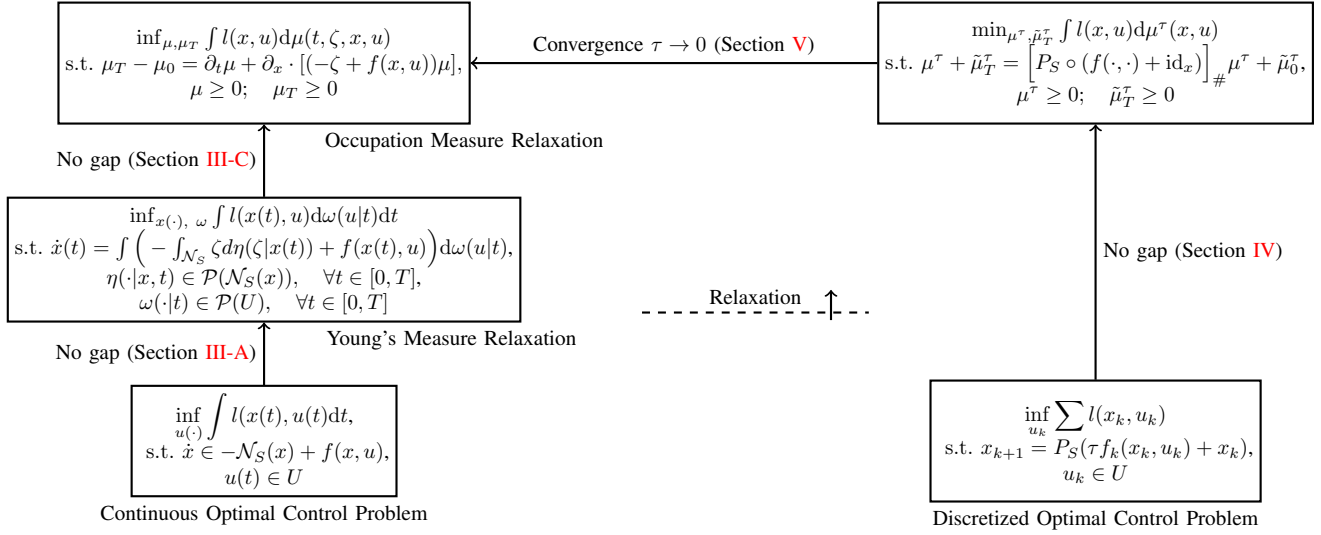 inf_{μ,μ_T} ∫ l(x, u)dμ(t, ζ, x, u)
s.t. μ_T − μ_0 = ∂_tμ + ∂_x · [(−ζ + f(x, u))μ],
μ ≥ 0; μ_T ≥ 0
Occupation Measure Relaxation
Convergence τ → 0 (Section V)
min_{μ^τ,μ̃_T^τ} ∫ l(x, u)dμ^τ(x, u)
s.t. μ^τ + μ̃_T^τ = [P_S ∘ (f(·, ·) + id_x)]_# μ^τ + μ̃_0^τ,
μ^τ ≥ 0; μ̃_T^τ ≥ 0
No gap (Section III-C)
inf_{x(·), ω} ∫ l(x(t), u)dω(u|t)dt
s.t. ẋ(t) = ∫ ( − ∫_{𝒩_S} ζdη(ζ|x(t)) + f(x(t), u))dω(u|t),
η(·|x, t) ∈ 𝒫(𝒩_S(x)), ∀t ∈ [0, T],
ω(·|t) ∈ 𝒫(U), ∀t ∈ [0, T]
Young's Measure Relaxation
No gap (Section IV)
Relaxation
No gap (Section III-A)
inf_{u(·)} ∫ l(x(t), u(t)dt,
s.t. ẋ ∈ −𝒩_S(x) + f(x, u),
u(t) ∈ U
Continuous Optimal Control Problem
inf_{u_k} ∑ l(x_k, u_k)
s.t. x_{k+1} = P_S(τf_k(x_k, u_k) + x_k),
u_k ∈ U
Discretized Optimal Control Problem